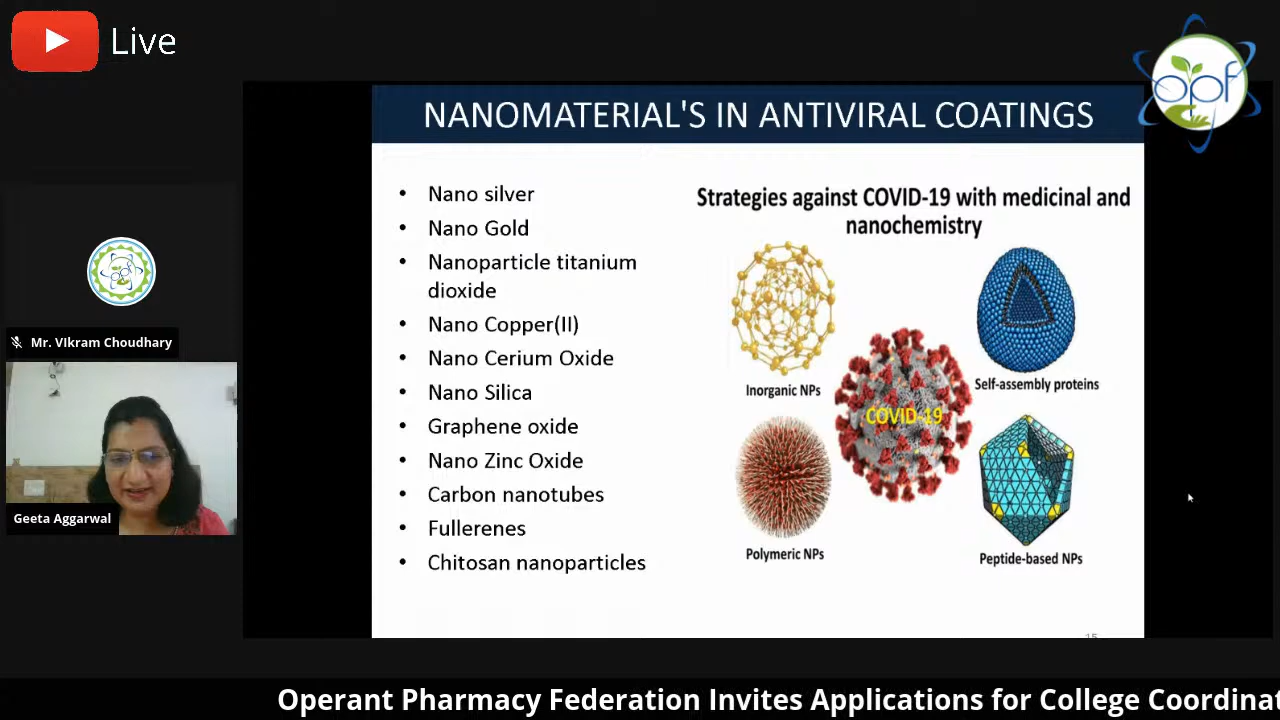 Live
opf
NANOMATERIAL'S IN ANTIVIRAL COATINGS
• Nano silver
• Nano Gold
• Nanoparticle titanium
dioxide
• Nano Copper(II)
• Nano Cerium Oxide
• Nano Silica
• Graphene oxide
• Nano Zinc Oxide
• Carbon nanotubes
• Fullerenes
• Chitosan nanoparticles
Strategies against COVID-19 with medicinal and
nanochemistry
Inorganic NPs
Self-assembly proteins
COVID-19
Polymeric NPs
Peptide-based NPs
15
Mr. VIkram Choudhary
Geeta Aggarwal
Operant Pharmacy Federation Invites Applications for College Coordina